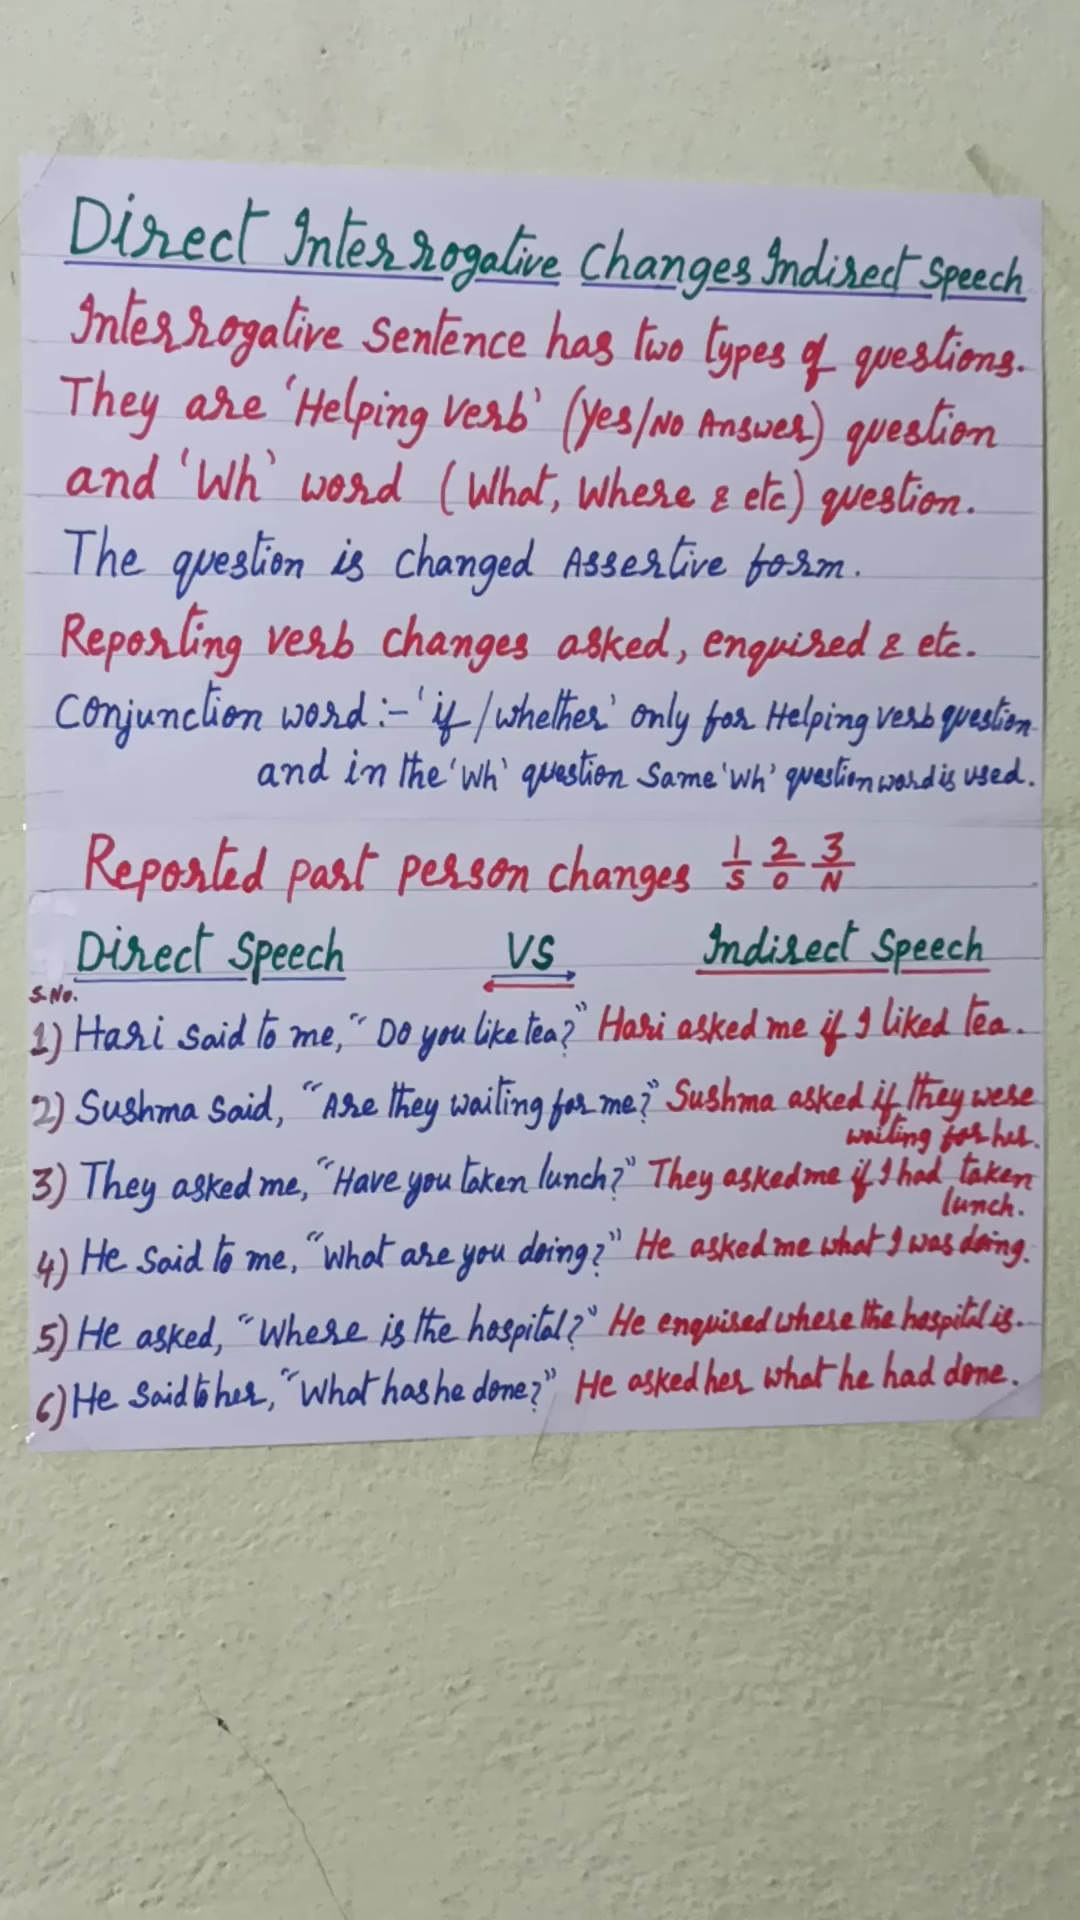 Direct Interrogative Changes Indirect Speech
Interrogative Sentence has two types of questions.
They are 'Helping Verb' (Yes/No Answer) question
and 'Wh' word (What, Where & etc) question.
The question is changed Assertive form.
Reporting verb changes asked, enquired & etc.
Conjunction word :- 'if/whether' only for Helping verb question
and in the 'Wh' question Same 'Wh' question word is used.
Reported part person changes 1/S 2/O 3/N
Direct Speech VS Indirect Speech
S.No.
1) Hari said to me, "Do you like tea?" Hari asked me if I liked tea.
2) Sushma said, "Are they waiting for me?" Sushma asked if they were
waiting for her.
3) They asked me, "Have you taken lunch?" They asked me if I had taken
lunch.
4) He said to me, "What are you doing?" He asked me what I was doing.
5) He asked, "Where is the hospital?" He enquired where the hospital is.
6) He said to her, "What has he done?" He asked her what he had done.